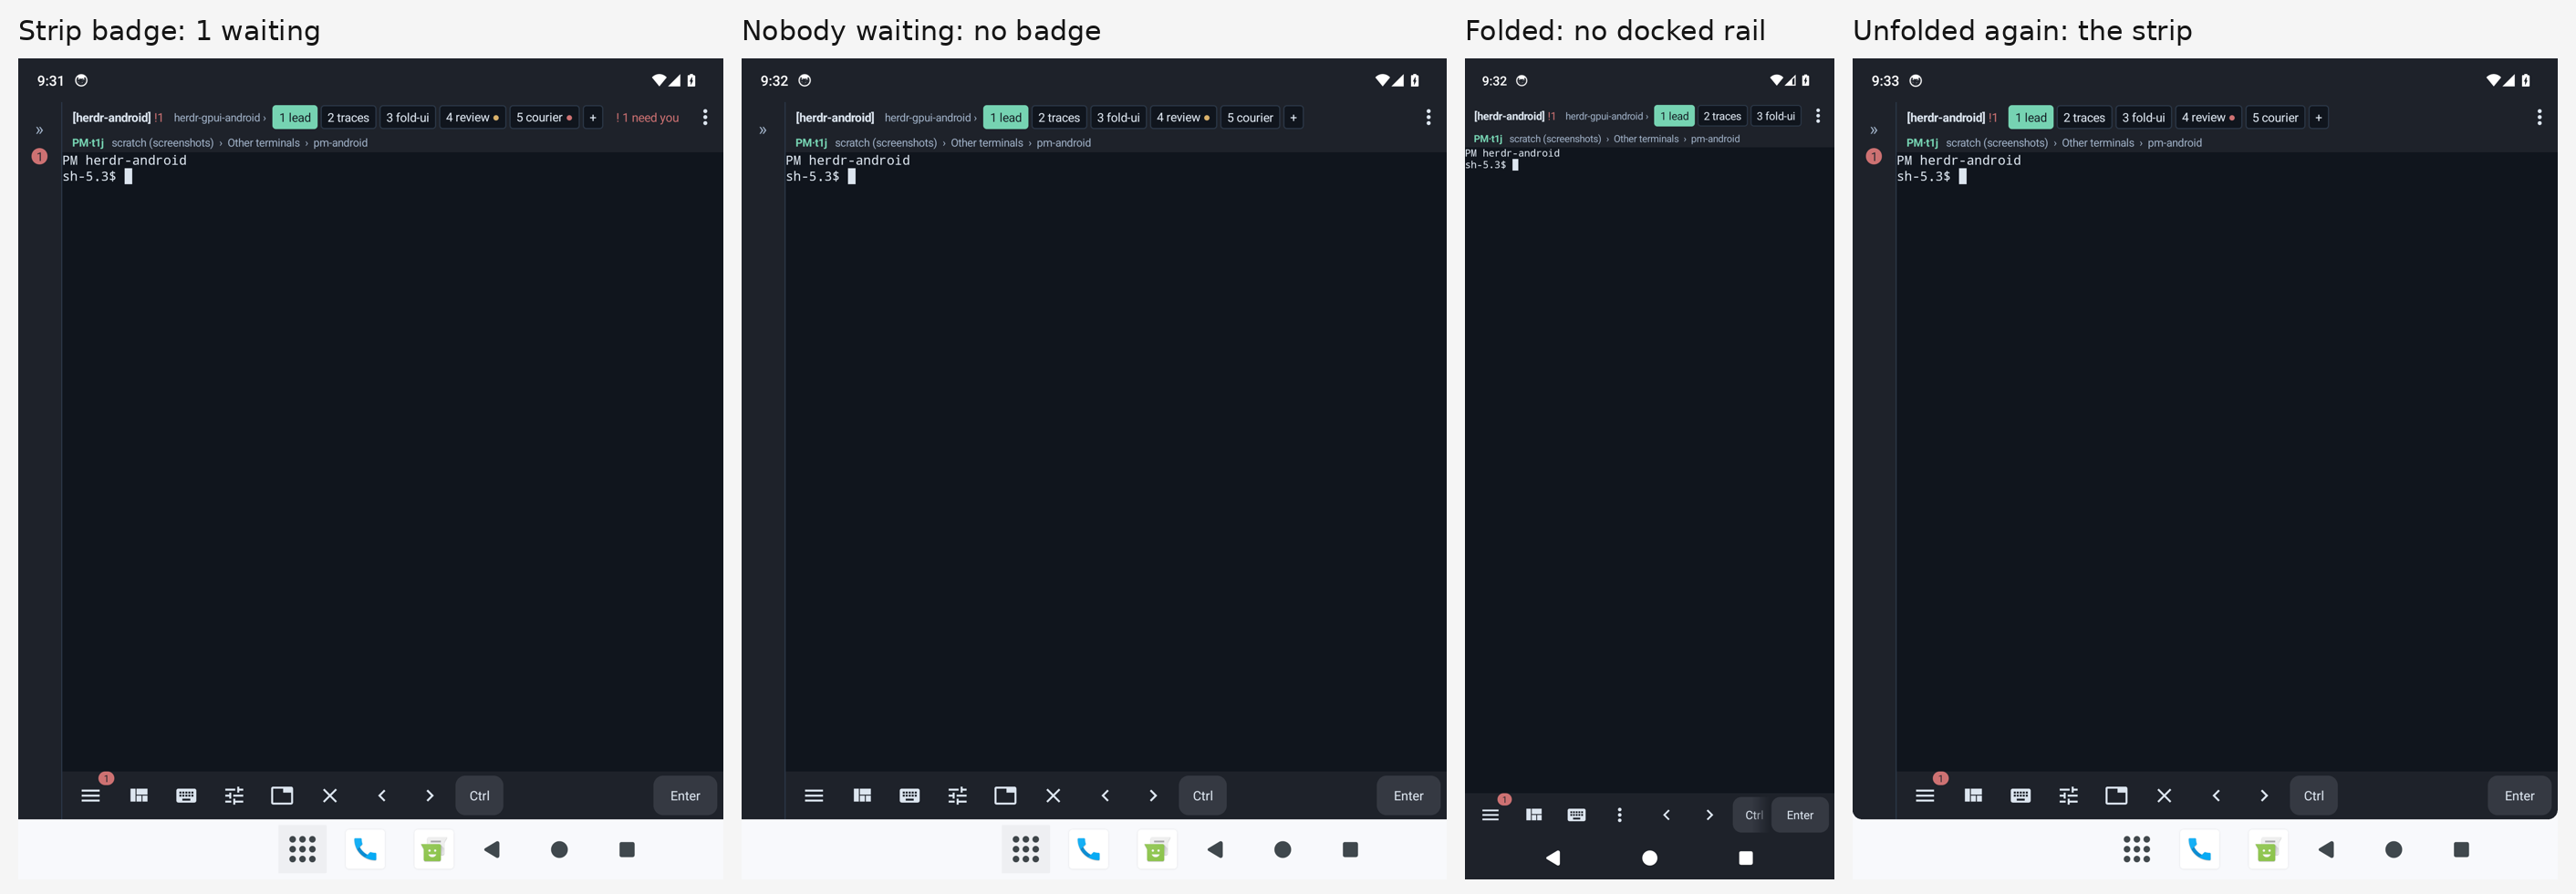 Strip badge: 1 waiting
9:31
»
1
[herdr-android] !1 herdr-gpui-android › 1 lead 2 traces 3 fold-ui 4 review 5 courier + ! 1 need you
PM·t1j scratch (screenshots) › Other terminals › pm-android
PM herdr-android
sh-5.3$
1
Ctrl Enter
Nobody waiting: no badge
9:32
»
[herdr-android] herdr-gpui-android › 1 lead 2 traces 3 fold-ui 4 review 5 courier +
PM·t1j scratch (screenshots) › Other terminals › pm-android
PM herdr-android
sh-5.3$
Ctrl Enter
Folded: no docked rail
9:32
[herdr-android] !1 herdr-gpui-android › 1 lead 2 traces 3 fold-ui
PM·t1j scratch (screenshots) › Other terminals › pm-android
PM herdr-android
sh-5.3$
1
Ctrl Enter
Unfolded again: the strip
9:33
»
1
[herdr-android] !1 1 lead 2 traces 3 fold-ui 4 review 5 courier +
PM·t1j scratch (screenshots) › Other terminals › pm-android
PM herdr-android
sh-5.3$
1
Ctrl Enter